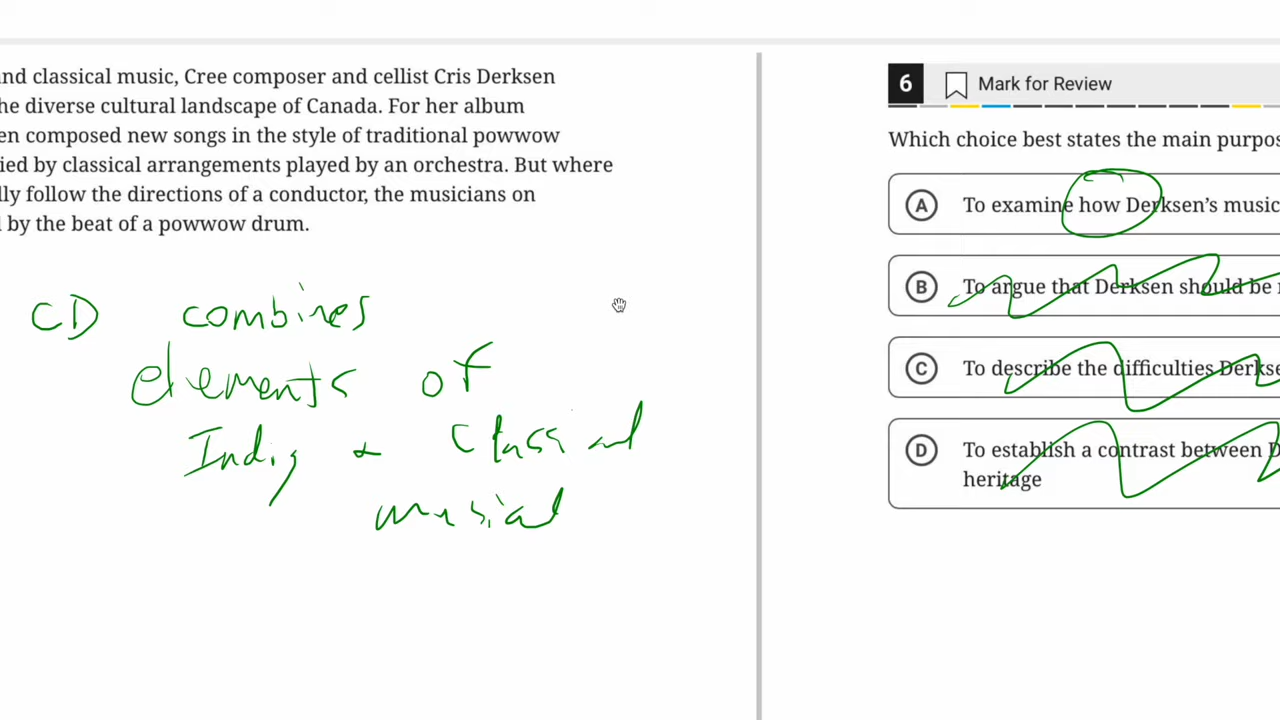 nd classical music, Cree composer and cellist Cris Derksen
he diverse cultural landscape of Canada. For her album
en composed new songs in the style of traditional powwow
ied by classical arrangements played by an orchestra. But where
lly follow the directions of a conductor, the musicians on
d by the beat of a powwow drum.
CD combines
elements of
Indig + Classical
musical
6 Mark for Review
Which choice best states the main purpos
A To examine how Derksen's music
B To argue that Derksen should be r
C To describe the difficulties Derkse
D To establish a contrast between D
heritage